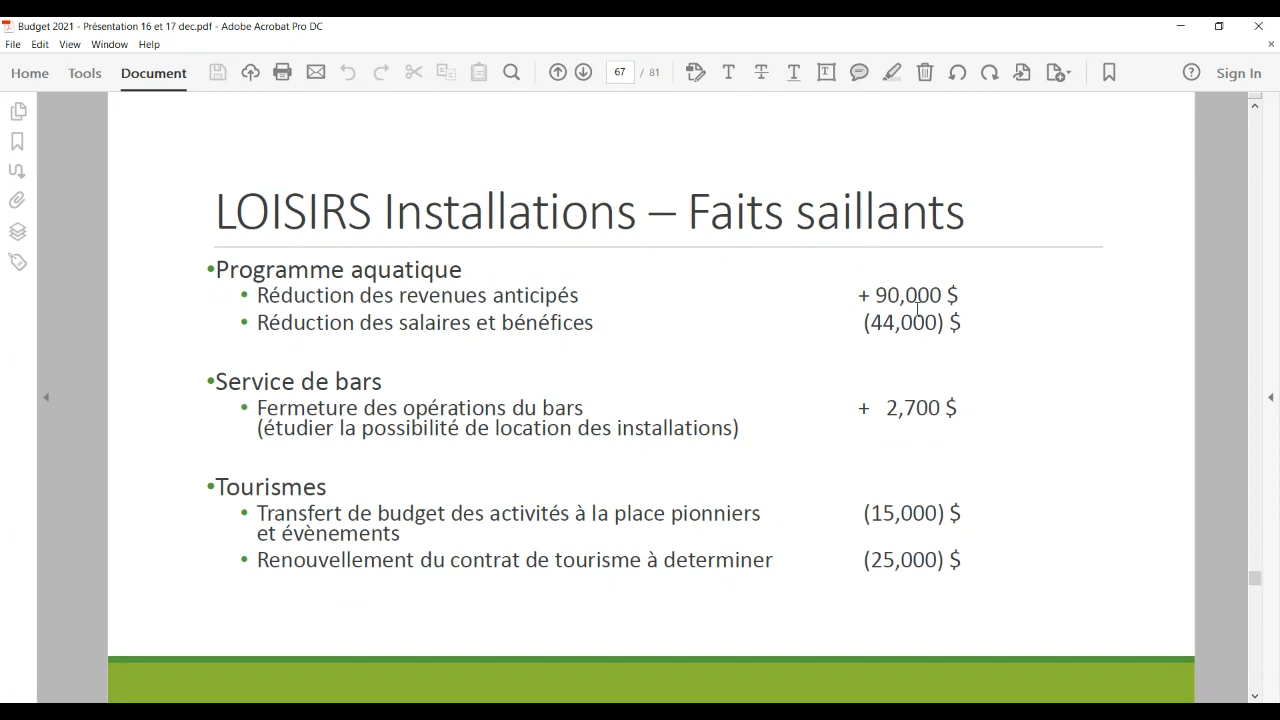 Budget 2021 - Présentation 16 et 17 dec.pdf - Adobe Acrobat Pro DC
File Edit View Window Help
Home Tools Document 67 / 81 Sign In
LOISIRS Installations – Faits saillants
•Programme aquatique
• Réduction des revenues anticipés + 90,000 $
• Réduction des salaires et bénéfices (44,000) $
•Service de bars
• Fermeture des opérations du bars + 2,700 $
(étudier la possibilité de location des installations)
•Tourismes
• Transfert de budget des activités à la place pionniers (15,000) $
et évènements
• Renouvellement du contrat de tourisme à determiner (25,000) $